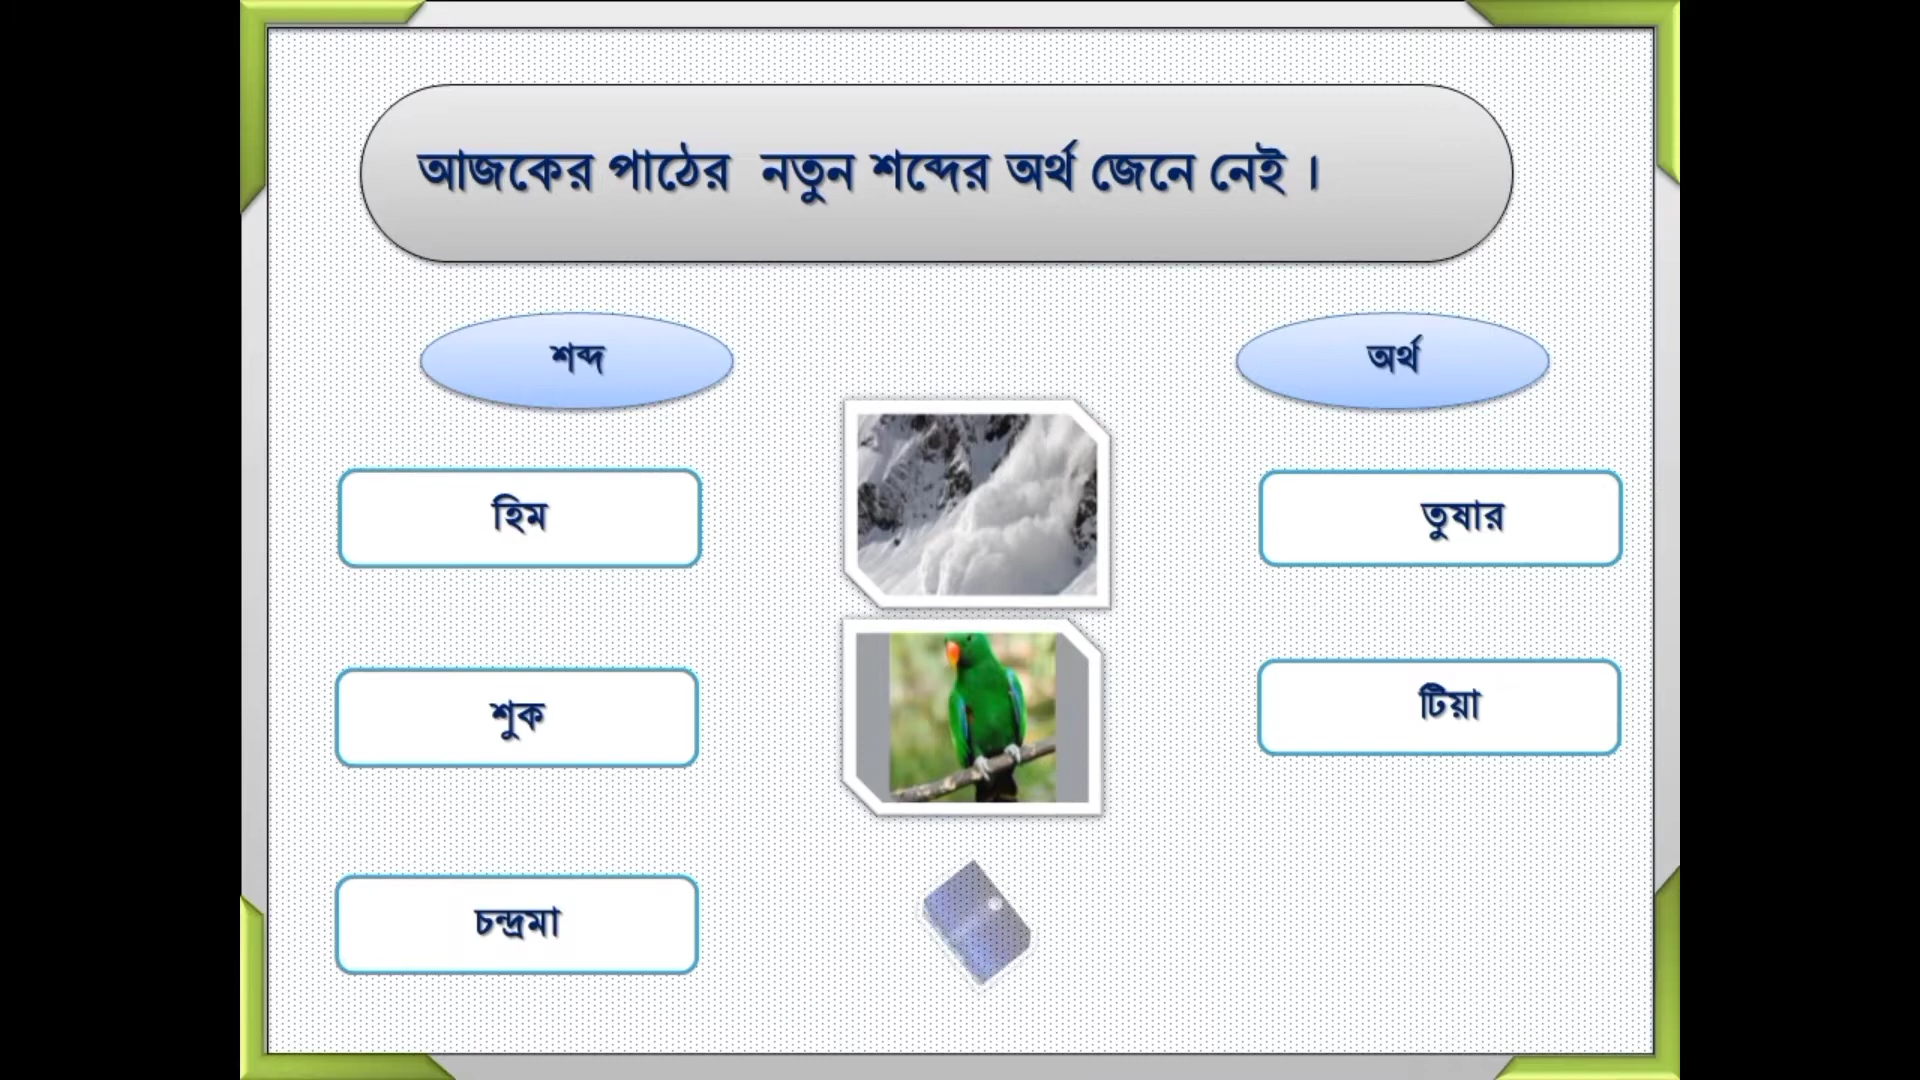 আজকের পাঠের নতুন শব্দের অর্থ জেনে নেই ।
শব্দ
অর্থ
হিম
তুষার
শুক
টিয়া
চন্দ্রমা